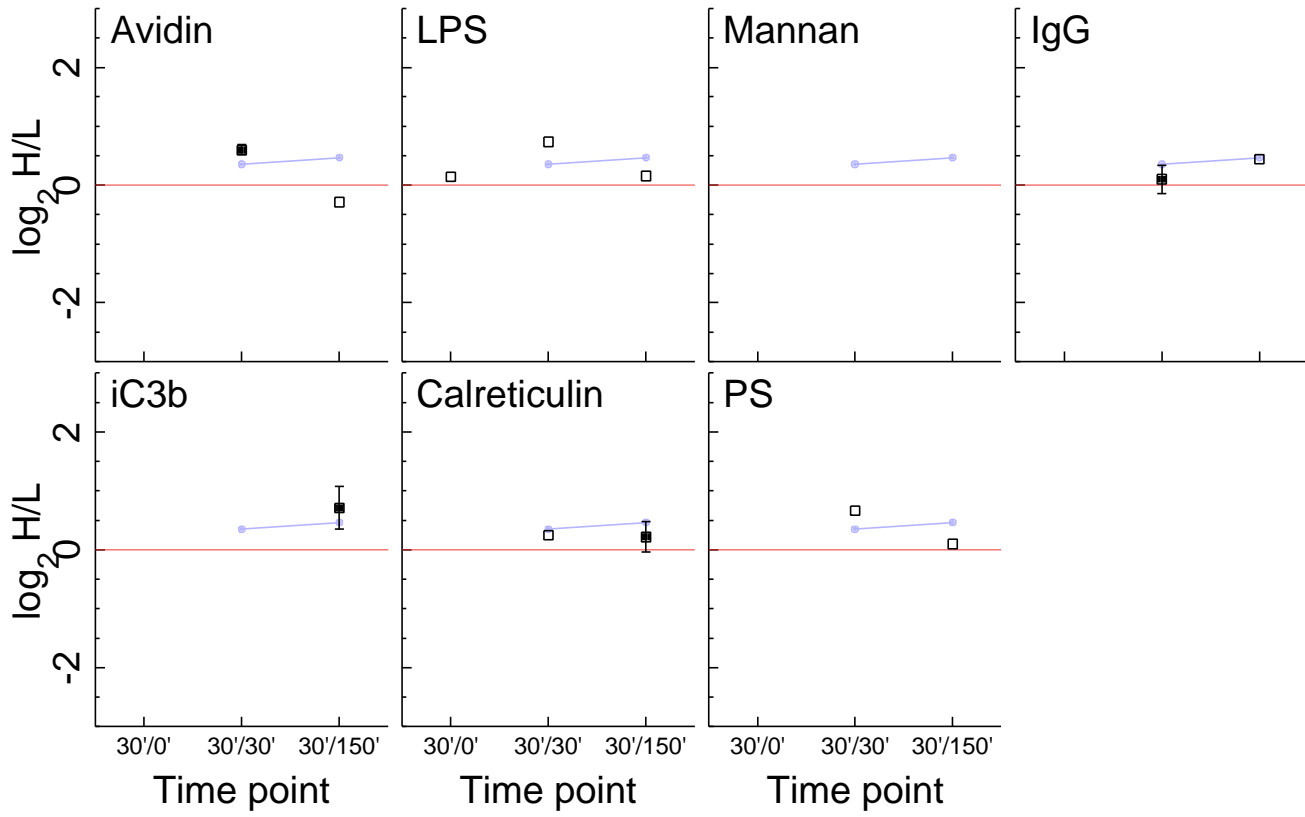 Avidin LPS Mannan IgG
log2 H/L
2
0
-2
iC3b Calreticulin PS
log2 H/L
2
0
-2
30'/0' 30'/30' 30'/150' 30'/0' 30'/30' 30'/150' 30'/0' 30'/30' 30'/150'
Time point Time point Time point